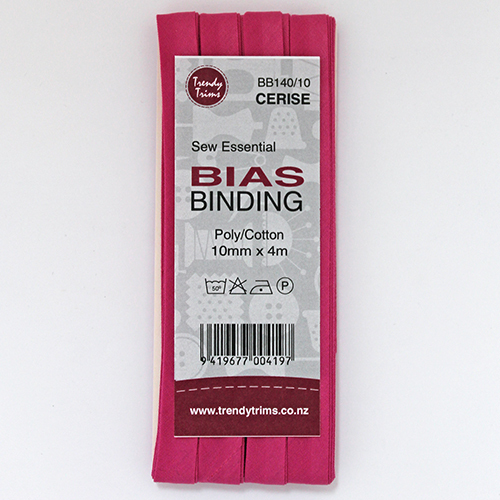 Trendy
Trims
BB140/10
CERISE
Sew Essential
BIAS
BINDING
Poly/Cotton
10mm x 4m
50°
P
9 419677 004197
www.trendytrims.co.nz